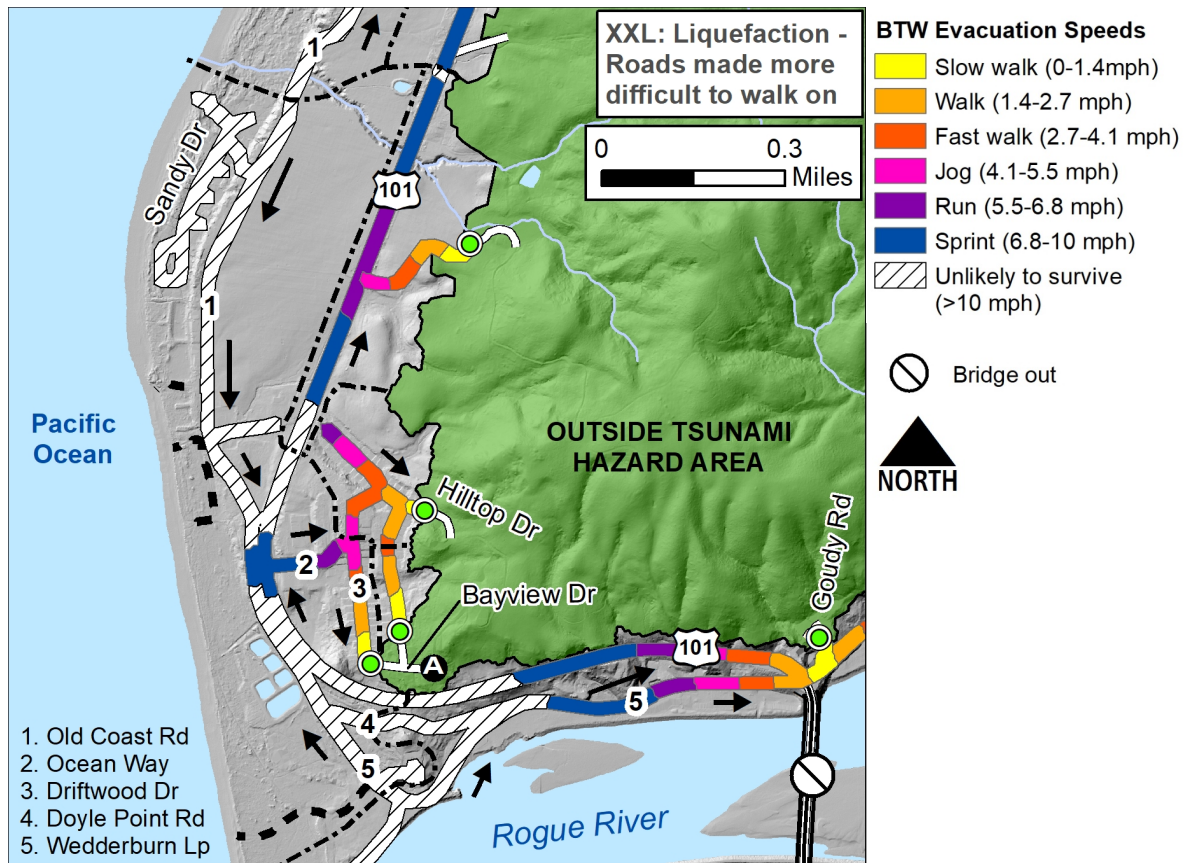 XXL: Liquefaction -
Roads made more
difficult to walk on
0
0.3
Miles
1
Sandy Dr
101
1
Pacific
Ocean
OUTSIDE TSUNAMI
HAZARD AREA
Hilltop Dr
Goudy Rd
2
3
Bayview Dr
A
101
5
4
5
Rogue River
1. Old Coast Rd
2. Ocean Way
3. Driftwood Dr
4. Doyle Point Rd
5. Wedderburn Lp
BTW Evacuation Speeds
Slow walk (0-1.4mph)
Walk (1.4-2.7 mph)
Fast walk (2.7-4.1 mph)
Jog (4.1-5.5 mph)
Run (5.5-6.8 mph)
Sprint (6.8-10 mph)
Unlikely to survive
(>10 mph)
Bridge out
NORTH